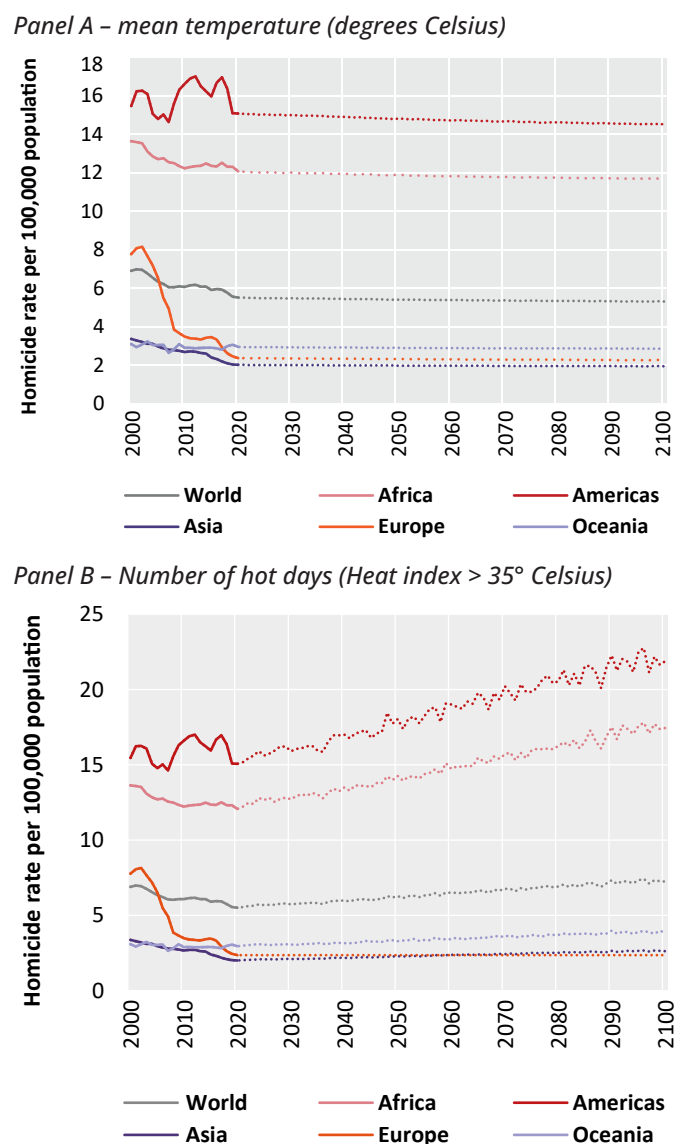 Panel A – mean temperature (degrees Celsius)
Homicide rate per 100,000 population
18
16
14
12
10
8
6
4
2
0
2000
2010
2020
2030
2040
2050
2060
2070
2080
2090
2100
World
Africa
Americas
Asia
Europe
Oceania
Panel B – Number of hot days (Heat index > 35° Celsius)
Homicide rate per 100,000 population
25
20
15
10
5
0
2000
2010
2020
2030
2040
2050
2060
2070
2080
2090
2100
World
Africa
Americas
Asia
Europe
Oceania